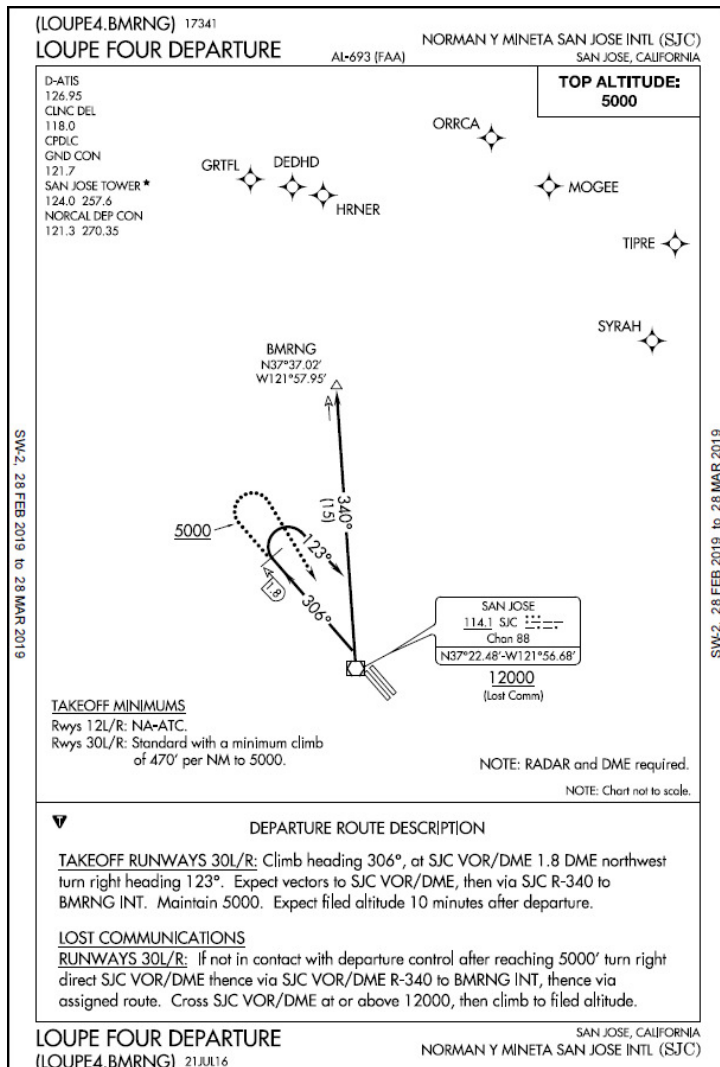 (LOUPE4.BMRNG) 17341
LOUPE FOUR DEPARTURE
AL-693 (FAA)
NORMAN Y MINETA SAN JOSE INTL (SJC)
SAN JOSE, CALIFORNIA
D-ATIS
126.95
CLNC DEL
118.0
CPDLC
GND CON
121.7
SAN JOSE TOWER★
124.0 257.6
NORCAL DEP CON
121.3 270.35
TOP ALTITUDE:
5000
ORRCA
GRTFL
DEDHD
HRNER
MOGEE
TIPRE
SYRAH
BMRNG
N37°37.02'
W121°57.95'
340°
(15)
5000
123°
1.8
306°
SAN JOSE
114.1 SJC
Chan 88
N37°22.48'-W121°56.68'
12000
(Lost Comm)
TAKEOFF MINIMUMS
Rwys 12L/R: NA-ATC.
Rwys 30L/R: Standard with a minimum climb
of 470' per NM to 5000.
NOTE: RADAR and DME required.
NOTE: Chart not to scale.
T
DEPARTURE ROUTE DESCRIPTION
TAKEOFF RUNWAYS 30L/R: Climb heading 306°, at SJC VOR/DME 1.8 DME northwest
turn right heading 123°. Expect vectors to SJC VOR/DME, then via SJC R-340 to
BMRNG INT. Maintain 5000. Expect filed altitude 10 minutes after departure.
LOST COMMUNICATIONS
RUNWAYS 30L/R: If not in contact with departure control after reaching 5000' turn right
direct SJC VOR/DME thence via SJC VOR/DME R-340 to BMRNG INT, thence via
assigned route. Cross SJC VOR/DME at or above 12000, then climb to filed altitude.
LOUPE FOUR DEPARTURE
(LOUPE4.BMRNG) 21JUL16
SAN JOSE, CALIFORNIA
NORMAN Y MINETA SAN JOSE INTL (SJC)
SW-2, 28 FEB 2019 to 28 MAR 2019
SW-2, 28 FEB 2019 to 28 MAR 2019